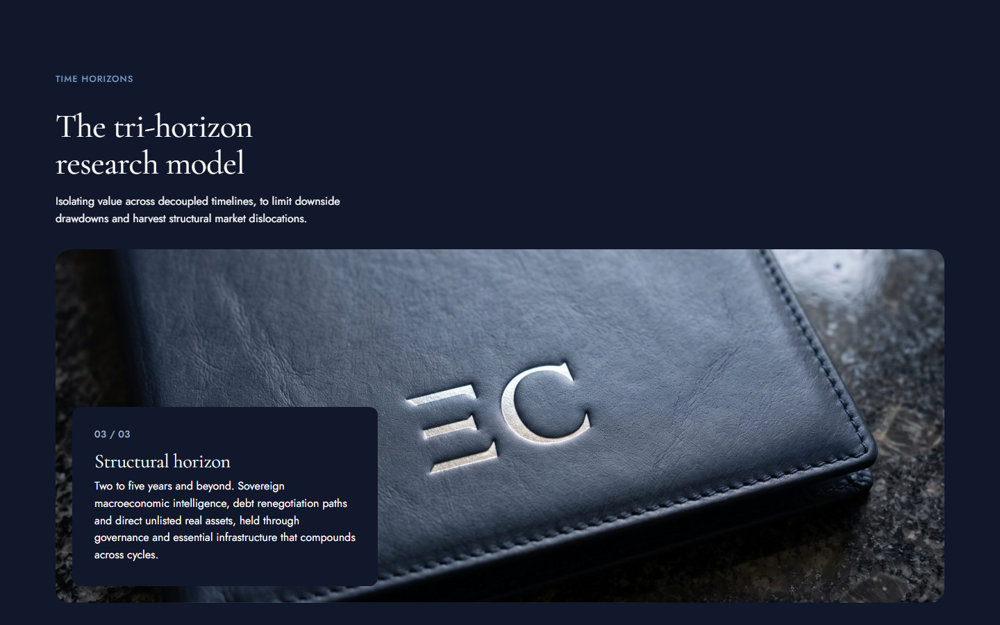 TIME HORIZONS
The tri-horizon
research model
Isolating value across decoupled timelines, to limit downside
drawdowns and harvest structural market dislocations.
EC
03 / 03
Structural horizon
Two to five years and beyond. Sovereign
macroeconomic intelligence, debt renegotiation paths
and direct unlisted real assets, held through
governance and essential infrastructure that compounds
across cycles.